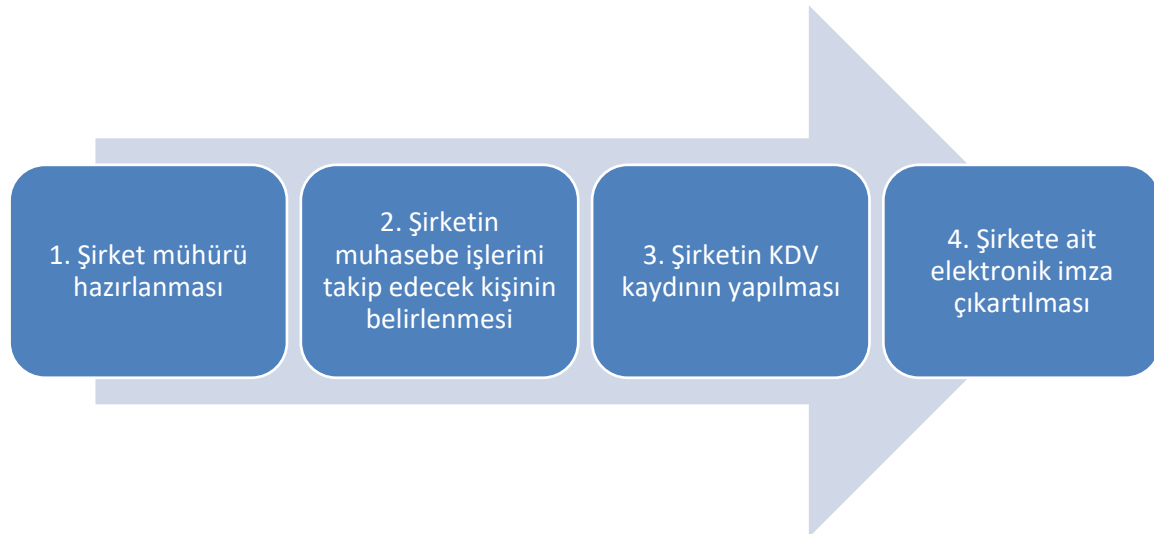 1. Şirket mühürü
hazırlanması
2. Şirketin
muhasebe işlerini
takip edecek kişinin
belirlenmesi
3. Şirketin KDV
kaydının yapılması
4. Şirkete ait
elektronik imza
çıkartılması